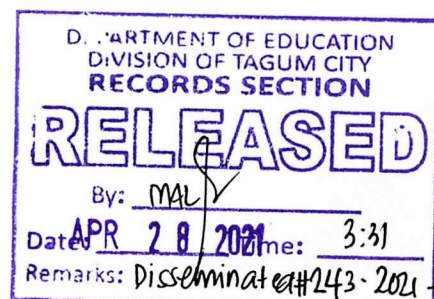 D. ARTMENT OF EDUCATION
DIVISION OF TAGUM CITY
RECORDS SECTION
RELEASED
By: MAL
Date: APR 28 2021 Time: 3:31
Remarks: Disseminated #243-2021-